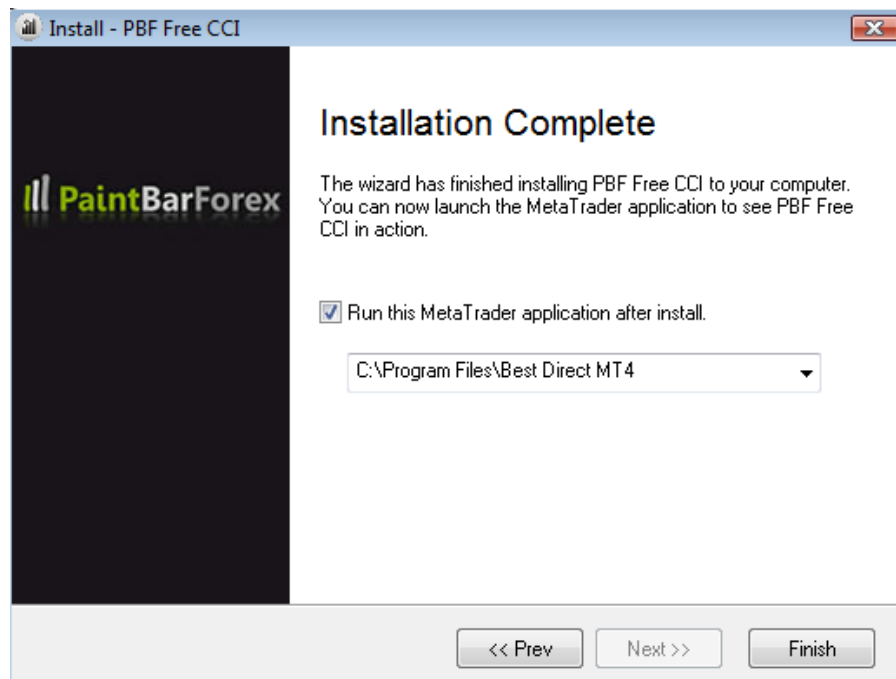 Install - PBF Free CCI
PaintBarForex
Installation Complete
The wizard has finished installing PBF Free CCI to your computer.
You can now launch the MetaTrader application to see PBF Free
CCI in action.
Run this MetaTrader application after install.
C:\Program Files\Best Direct MT4
<< Prev
Next >>
Finish